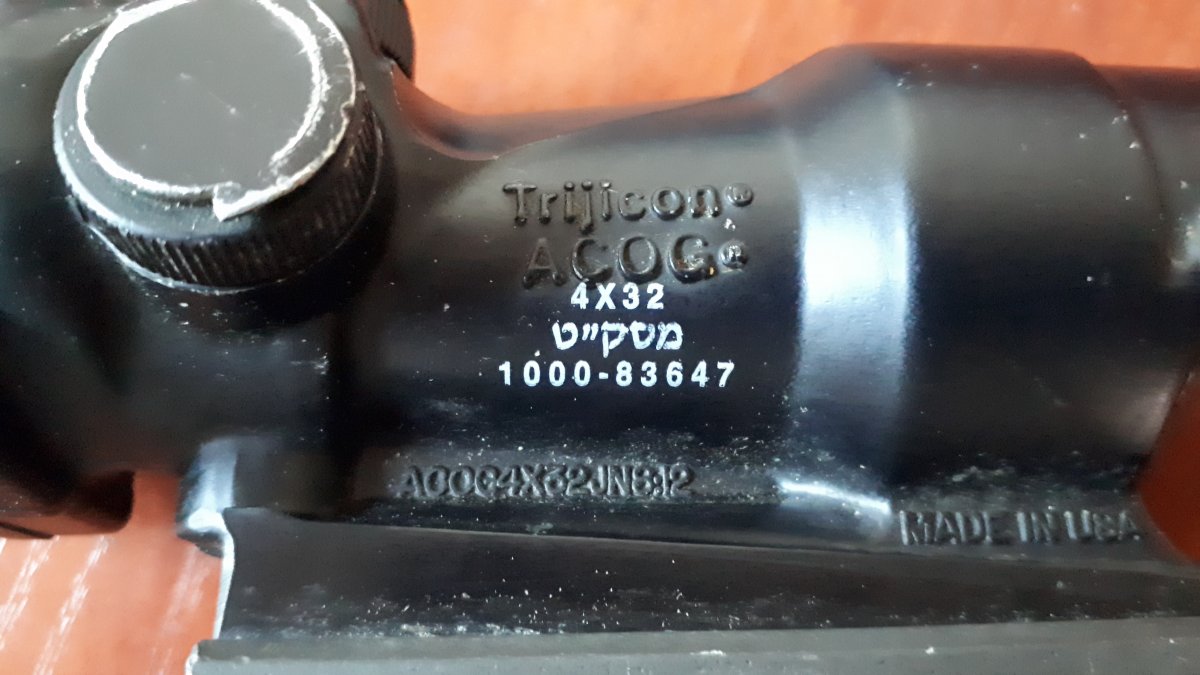 Trijicon®
ACOG®
4X32
מסק״ט
1000-83647
ACOG4X32JN8:12
MADE IN USA